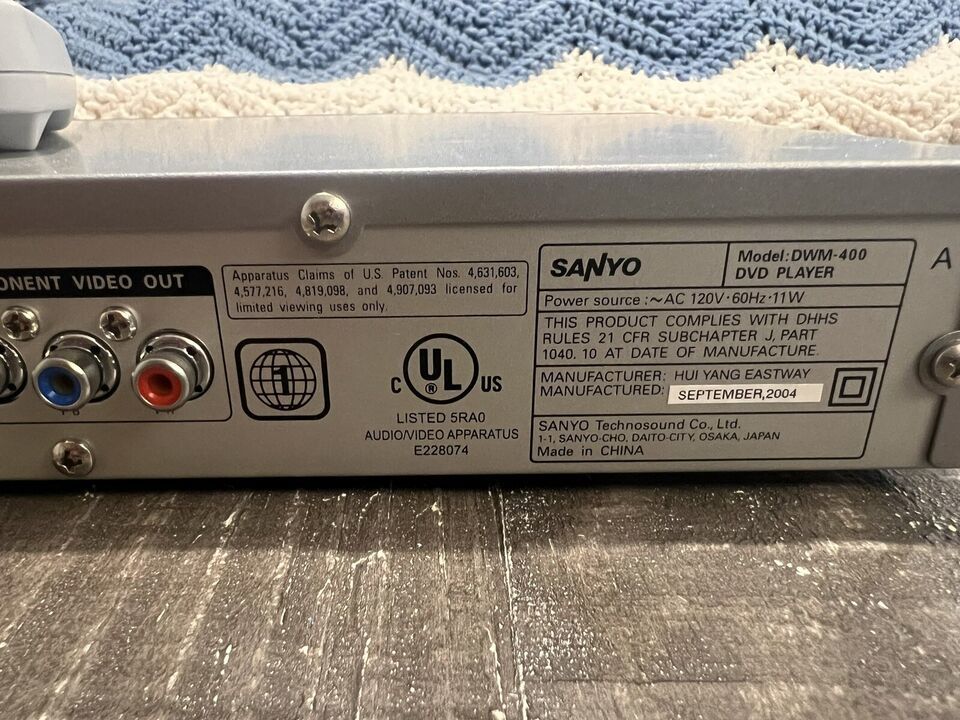 ONENT VIDEO OUT
PB
PR
Apparatus Claims of U.S. Patent Nos. 4,631,603,
4,577,216, 4,819,098, and 4,907,093 licensed for
limited viewing uses only.
1
C UL ® US
LISTED 5RA0
AUDIO/VIDEO APPARATUS
E228074
SANYO
Model:DWM-400
DVD PLAYER
Power source :~AC 120V·60Hz·11W
THIS PRODUCT COMPLIES WITH DHHS
RULES 21 CFR SUBCHAPTER J, PART
1040. 10 AT DATE OF MANUFACTURE.
MANUFACTURER: HUI YANG EASTWAY
MANUFACTURED: SEPTEMBER,2004
SANYO Technosound Co., Ltd.
1-1, SANYO-CHO, DAITO-CITY, OSAKA, JAPAN
Made in CHINA
A